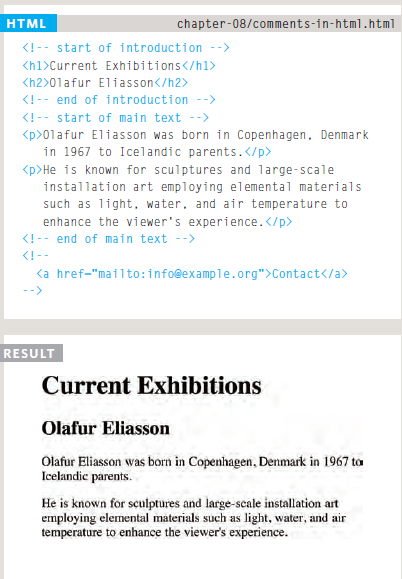 HTML chapter-08/comments-in-html.html
<!-- start of introduction -->
<h1>Current Exhibitions</h1>
<h2>Olafur Eliasson</h2>
<!-- end of introduction -->
<!-- start of main text -->
<p>Olafur Eliasson was born in Copenhagen, Denmark
in 1967 to Icelandic parents.</p>
<p>He is known for sculptures and large-scale
installation art employing elemental materials
such as light, water, and air temperature to
enhance the viewer's experience.</p>
<!-- end of main text -->
<!--
<a href="mailto:info@example.org">Contact</a>
-->
RESULT
Current Exhibitions
Olafur Eliasson
Olafur Eliasson was born in Copenhagen, Denmark in 1967 to
Icelandic parents.
He is known for sculptures and large-scale installation art
employing elemental materials such as light, water, and air
temperature to enhance the viewer's experience.